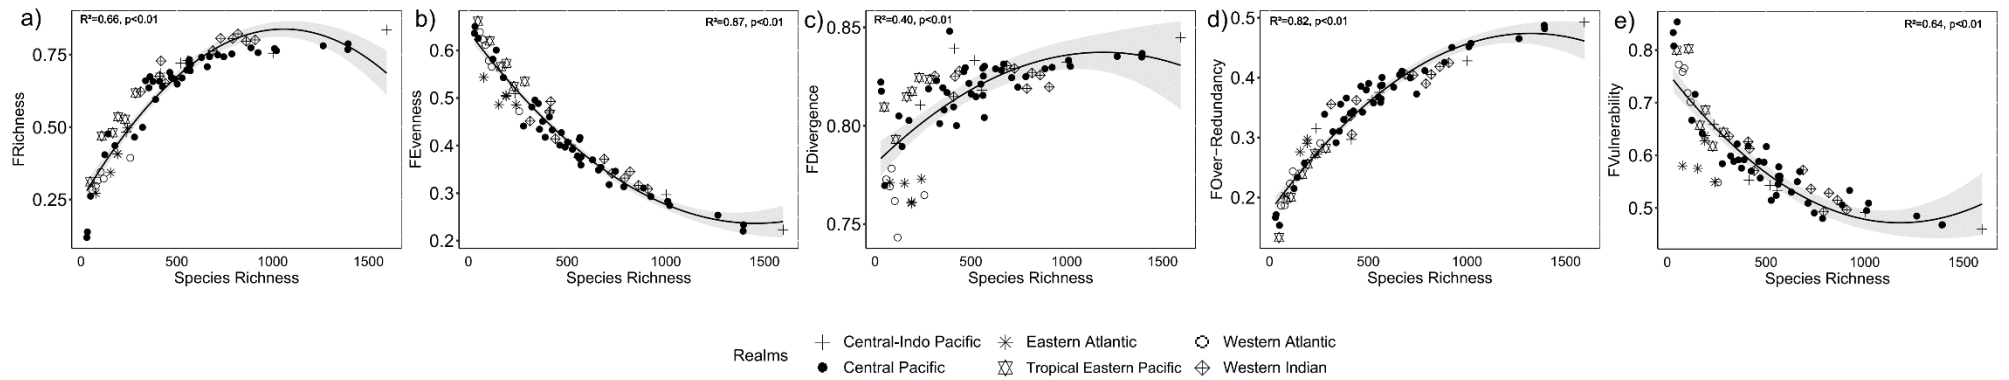 a)
R²=0.66, p<0.01
FRichness
0.75
0.50
0.25
0 500 1000 1500
Species Richness
b)
R²=0.87, p<0.01
FEvenness
0.6
0.5
0.4
0.3
0.2
0 500 1000 1500
Species Richness
c)
R²=0.40, p<0.01
FDivergence
0.85
0.80
0.75
0 500 1000 1500
Species Richness
d)
R²=0.82, p<0.01
FOver−Redundancy
0.5
0.4
0.3
0.2
0 500 1000 1500
Species Richness
e)
R²=0.64, p<0.01
FVulnerability
0.8
0.7
0.6
0.5
0 500 1000 1500
Species Richness
Realms
Central-Indo Pacific Eastern Atlantic Western Atlantic
Central Pacific Tropical Eastern Pacific Western Indian